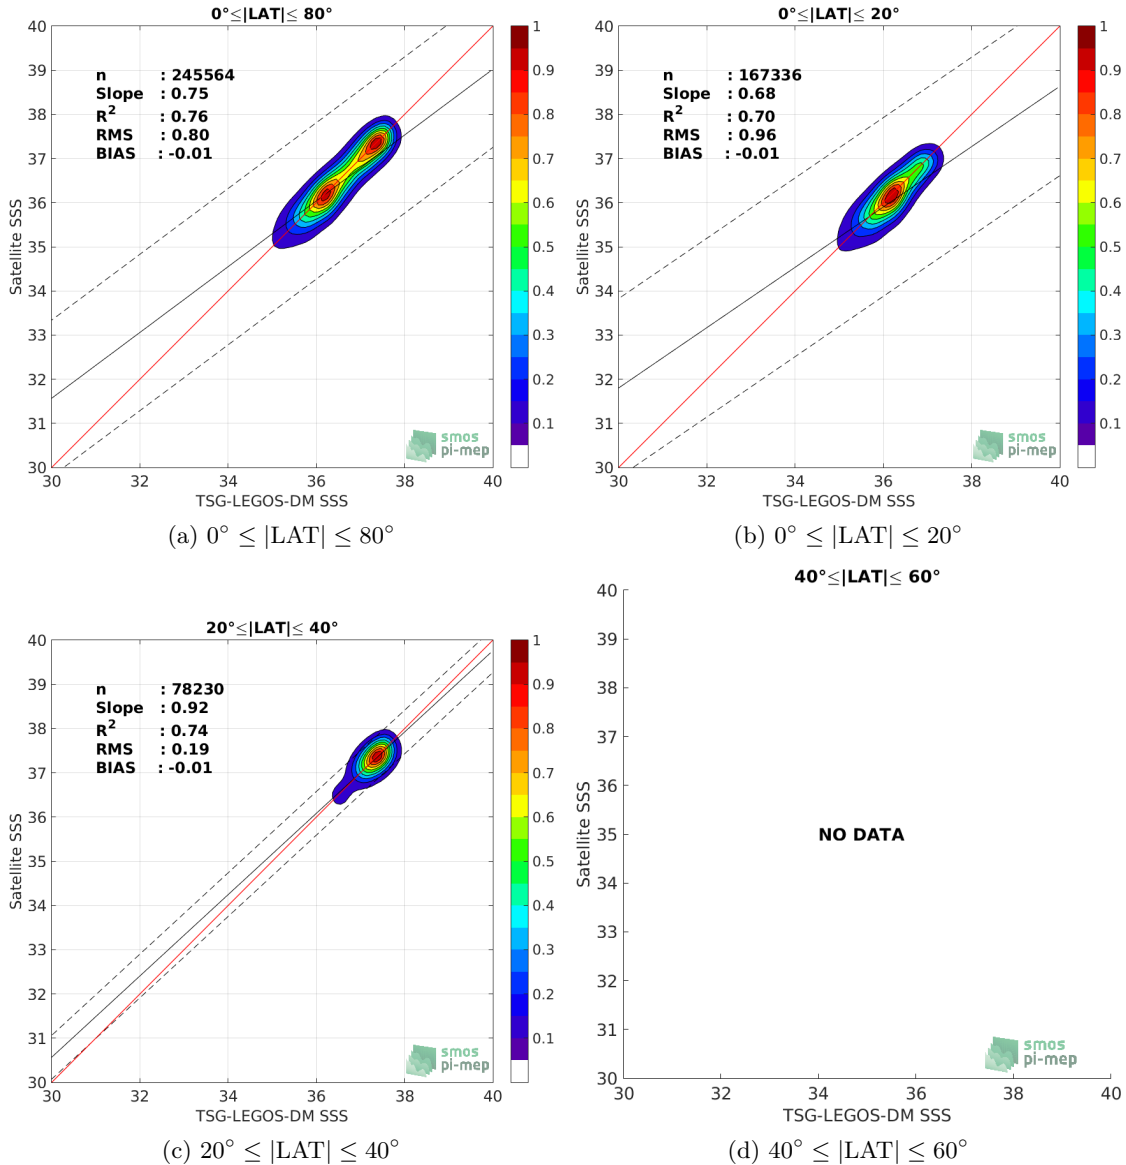 0°≤|LAT|≤ 80°
n : 245564
Slope : 0.75
R2 : 0.76
RMS : 0.80
BIAS : -0.01
40
39
38
37
36
35
34
33
32
31
30
30 32 34 36 38 40
Satellite SSS
TSG-LEGOS-DM SSS
1
0.9
0.8
0.7
0.6
0.5
0.4
0.3
0.2
0.1
smos
pi-mep
(a) 0° ≤ |LAT| ≤ 80°
0°≤|LAT|≤ 20°
n : 167336
Slope : 0.68
R2 : 0.70
RMS : 0.96
BIAS : -0.01
40
39
38
37
36
35
34
33
32
31
30
30 32 34 36 38 40
Satellite SSS
TSG-LEGOS-DM SSS
1
0.9
0.8
0.7
0.6
0.5
0.4
0.3
0.2
0.1
smos
pi-mep
(b) 0° ≤ |LAT| ≤ 20°
20°≤|LAT|≤ 40°
n : 78230
Slope : 0.92
R2 : 0.74
RMS : 0.19
BIAS : -0.01
40
39
38
37
36
35
34
33
32
31
30
30 32 34 36 38 40
Satellite SSS
TSG-LEGOS-DM SSS
1
0.9
0.8
0.7
0.6
0.5
0.4
0.3
0.2
0.1
smos
pi-mep
(c) 20° ≤ |LAT| ≤ 40°
40°≤|LAT|≤ 60°
40
39
38
37
36
35
34
33
32
31
30
30 32 34 36 38 40
Satellite SSS
NO DATA
TSG-LEGOS-DM SSS
smos
pi-mep
(d) 40° ≤ |LAT| ≤ 60°